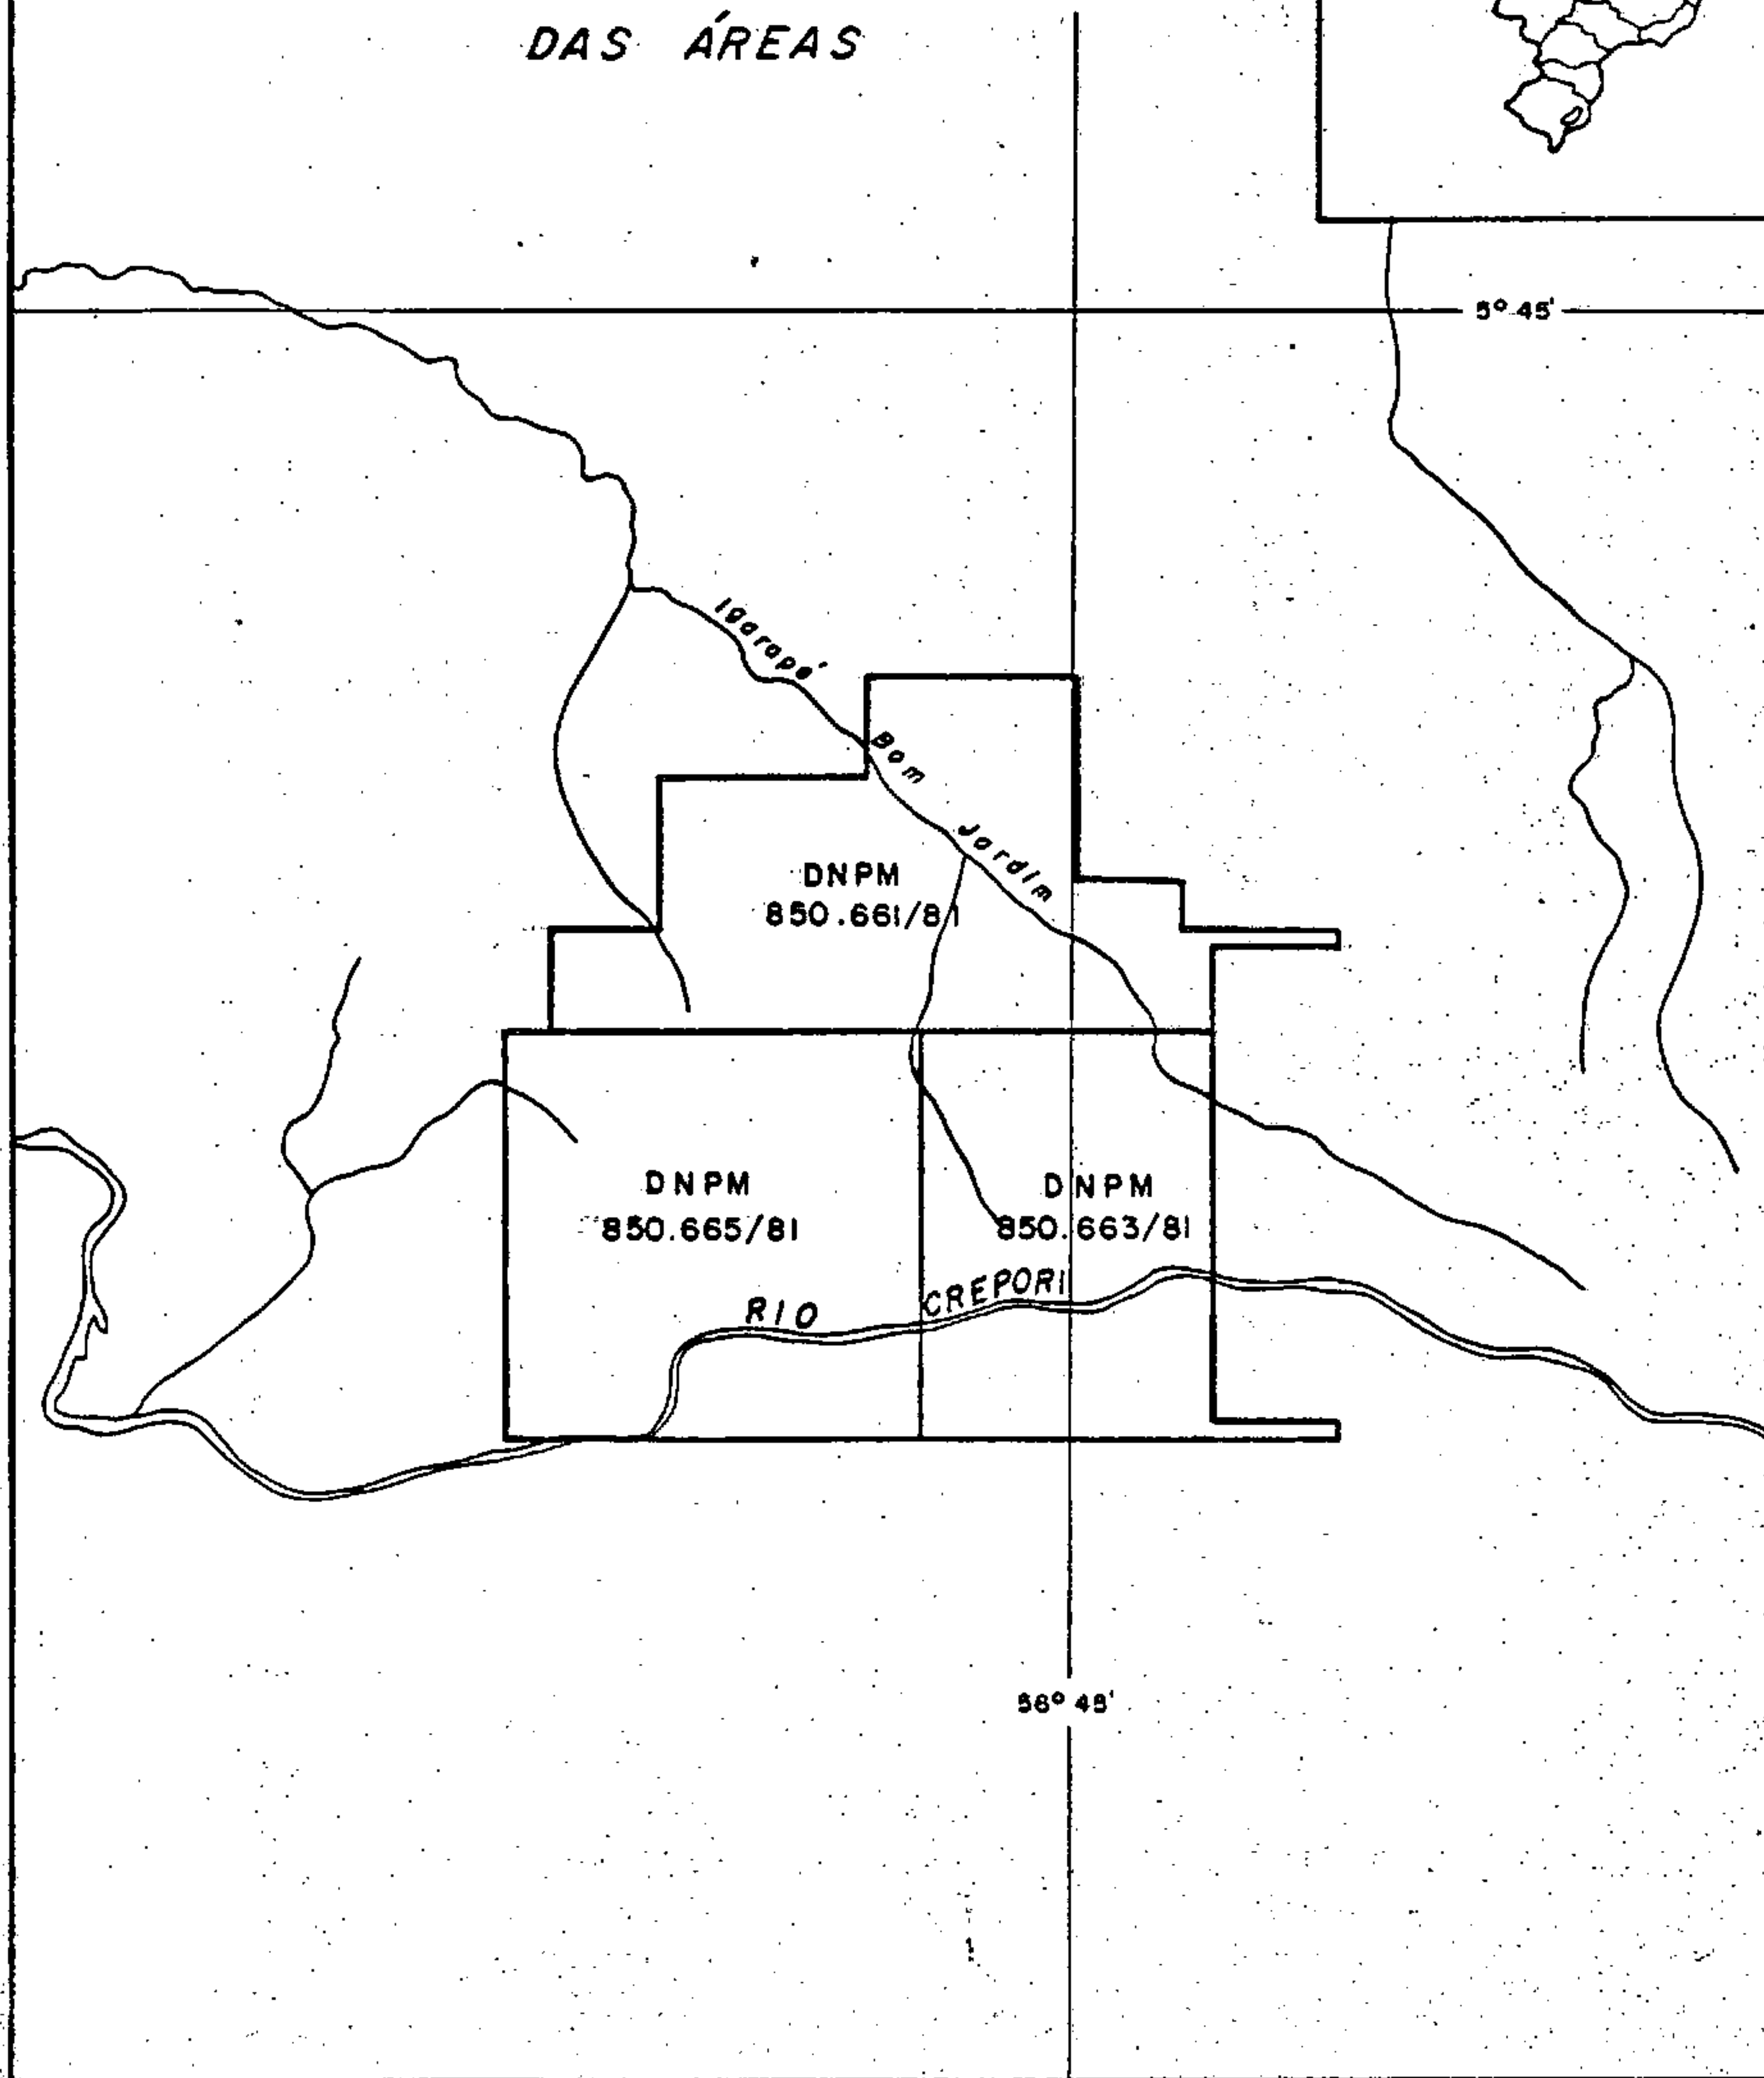 DAS ÁREAS
5° 45'
Igarapé
Bom
Jardim
DNPM
850.661/81
DNPM
850.665/81
DNPM
850.663/81
RIO
CREPORI
56° 45'